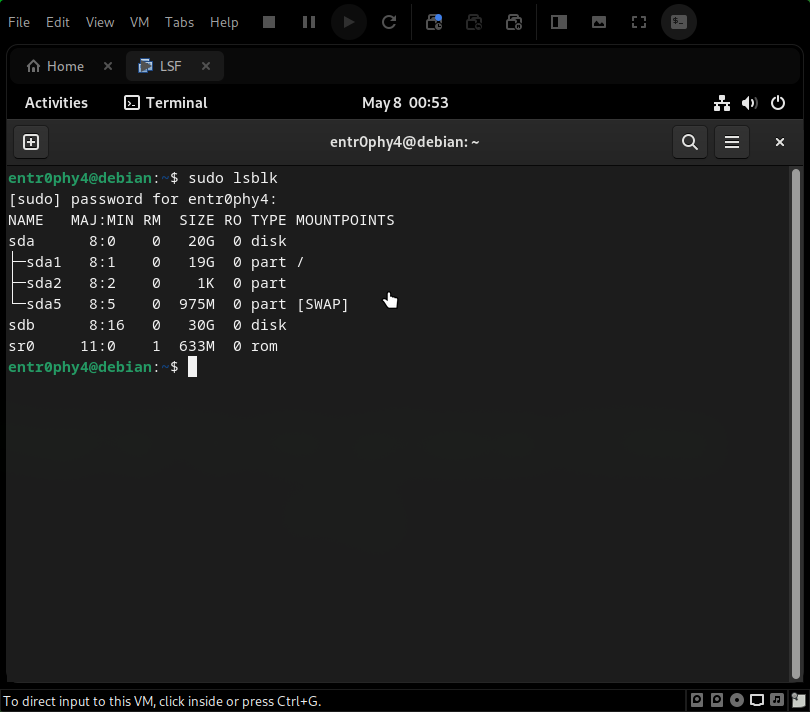 File Edit View VM Tabs Help
Home LSF
Activities Terminal May 8 00:53
entr0phy4@debian: ~
entr0phy4@debian:~$ sudo lsblk
[sudo] password for entr0phy4:
NAME   MAJ:MIN RM  SIZE RO TYPE MOUNTPOINTS
sda      8:0    0   20G  0 disk
├─sda1   8:1    0   19G  0 part /
├─sda2   8:2    0    1K  0 part
└─sda5   8:5    0  975M  0 part [SWAP]
sdb      8:16   0   30G  0 disk
sr0     11:0    1  633M  0 rom
entr0phy4@debian:~$
To direct input to this VM, click inside or press Ctrl+G.